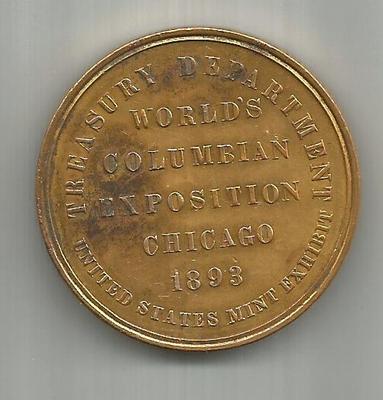 TREASURY DEPARTMENT
WORLD'S
COLUMBIAN
EXPOSITION
CHICAGO
1893
UNITED STATES MINT EXHIBIT